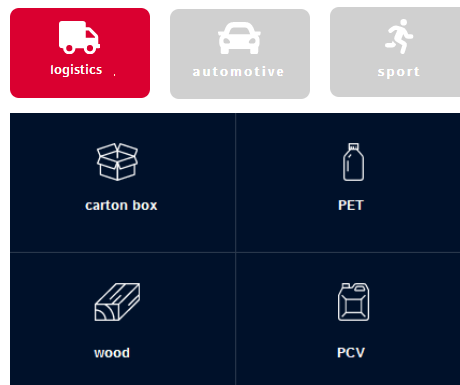 logistics .
automotive
sport
carton box
PET
wood
PCV